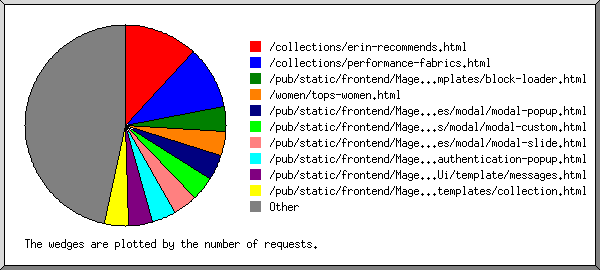 /collections/erin-recommends.html
/collections/performance-fabrics.html
/pub/static/frontend/Mage...mplates/block-loader.html
/women/tops-women.html
/pub/static/frontend/Mage...es/modal/modal-popup.html
/pub/static/frontend/Mage...s/modal/modal-custom.html
/pub/static/frontend/Mage...es/modal/modal-slide.html
/pub/static/frontend/Mage...authentication-popup.html
/pub/static/frontend/Mage...Ui/template/messages.html
/pub/static/frontend/Mage...templates/collection.html
Other
The wedges are plotted by the number of requests.